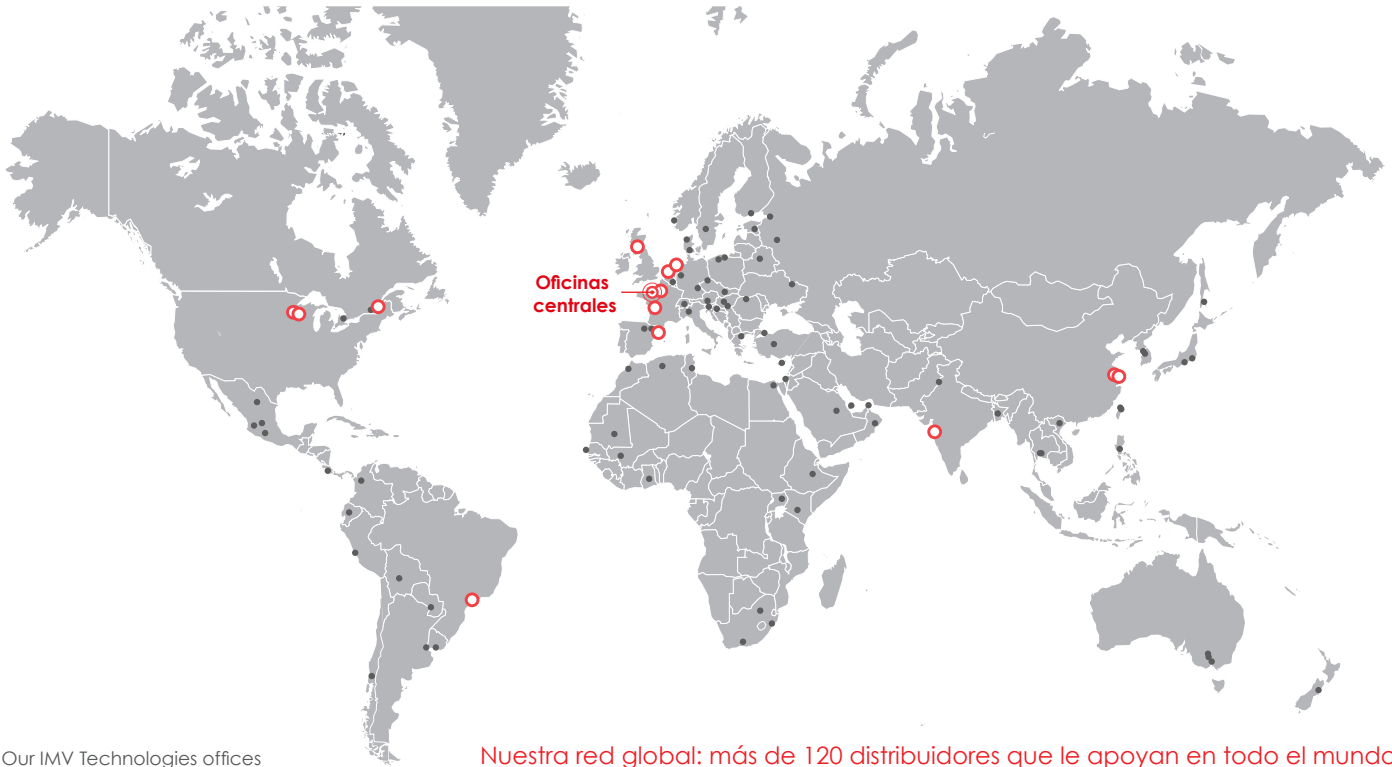 Oficinas
centrales
Our IMV Technologies offices
Nuestra red global: más de 120 distribuidores que le apoyan en todo el mundo